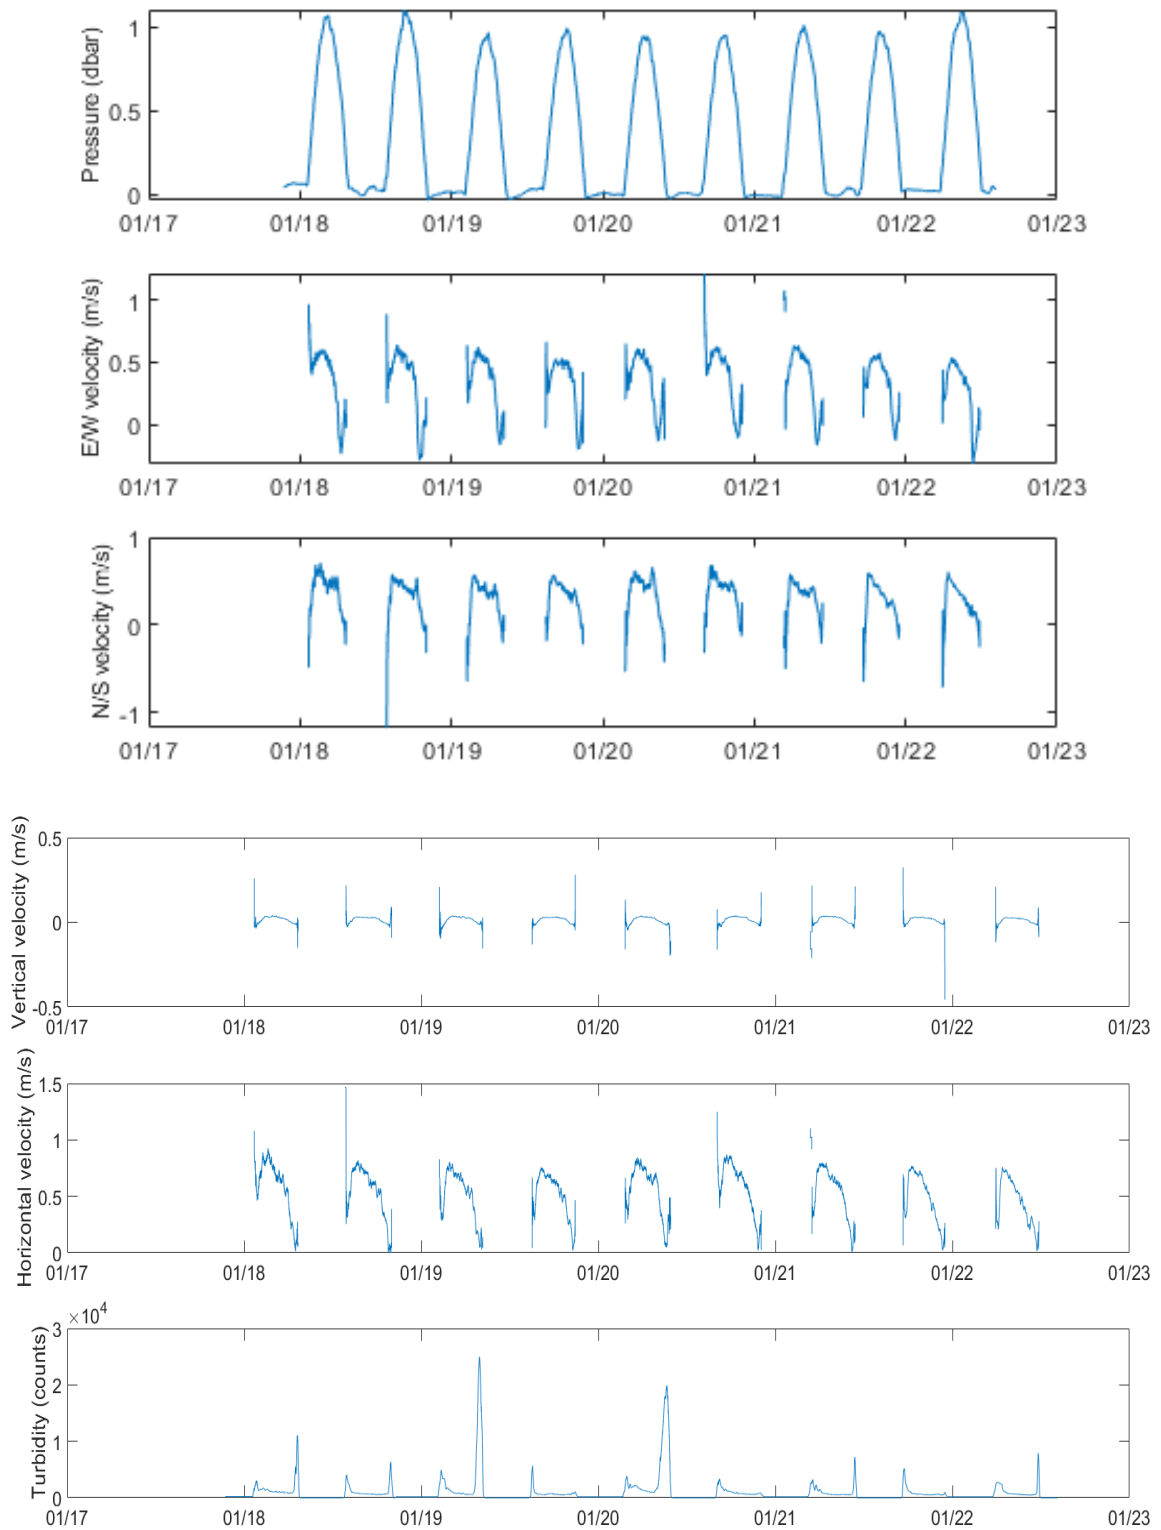 Pressure (dbar)
1
0.5
0
01/17 01/18 01/19 01/20 01/21 01/22 01/23
E/W velocity (m/s)
1
0.5
0
01/17 01/18 01/19 01/20 01/21 01/22 01/23
N/S velocity (m/s)
1
0
-1
01/17 01/18 01/19 01/20 01/21 01/22 01/23
Vertical velocity (m/s)
0.5
0
-0.5
01/17 01/18 01/19 01/20 01/21 01/22 01/23
Horizontal velocity (m/s)
1.5
1
0.5
0
01/17 01/18 01/19 01/20 01/21 01/22 01/23
Turbidity (counts)
×10⁴
3
2
1
0
01/17 01/18 01/19 01/20 01/21 01/22 01/23